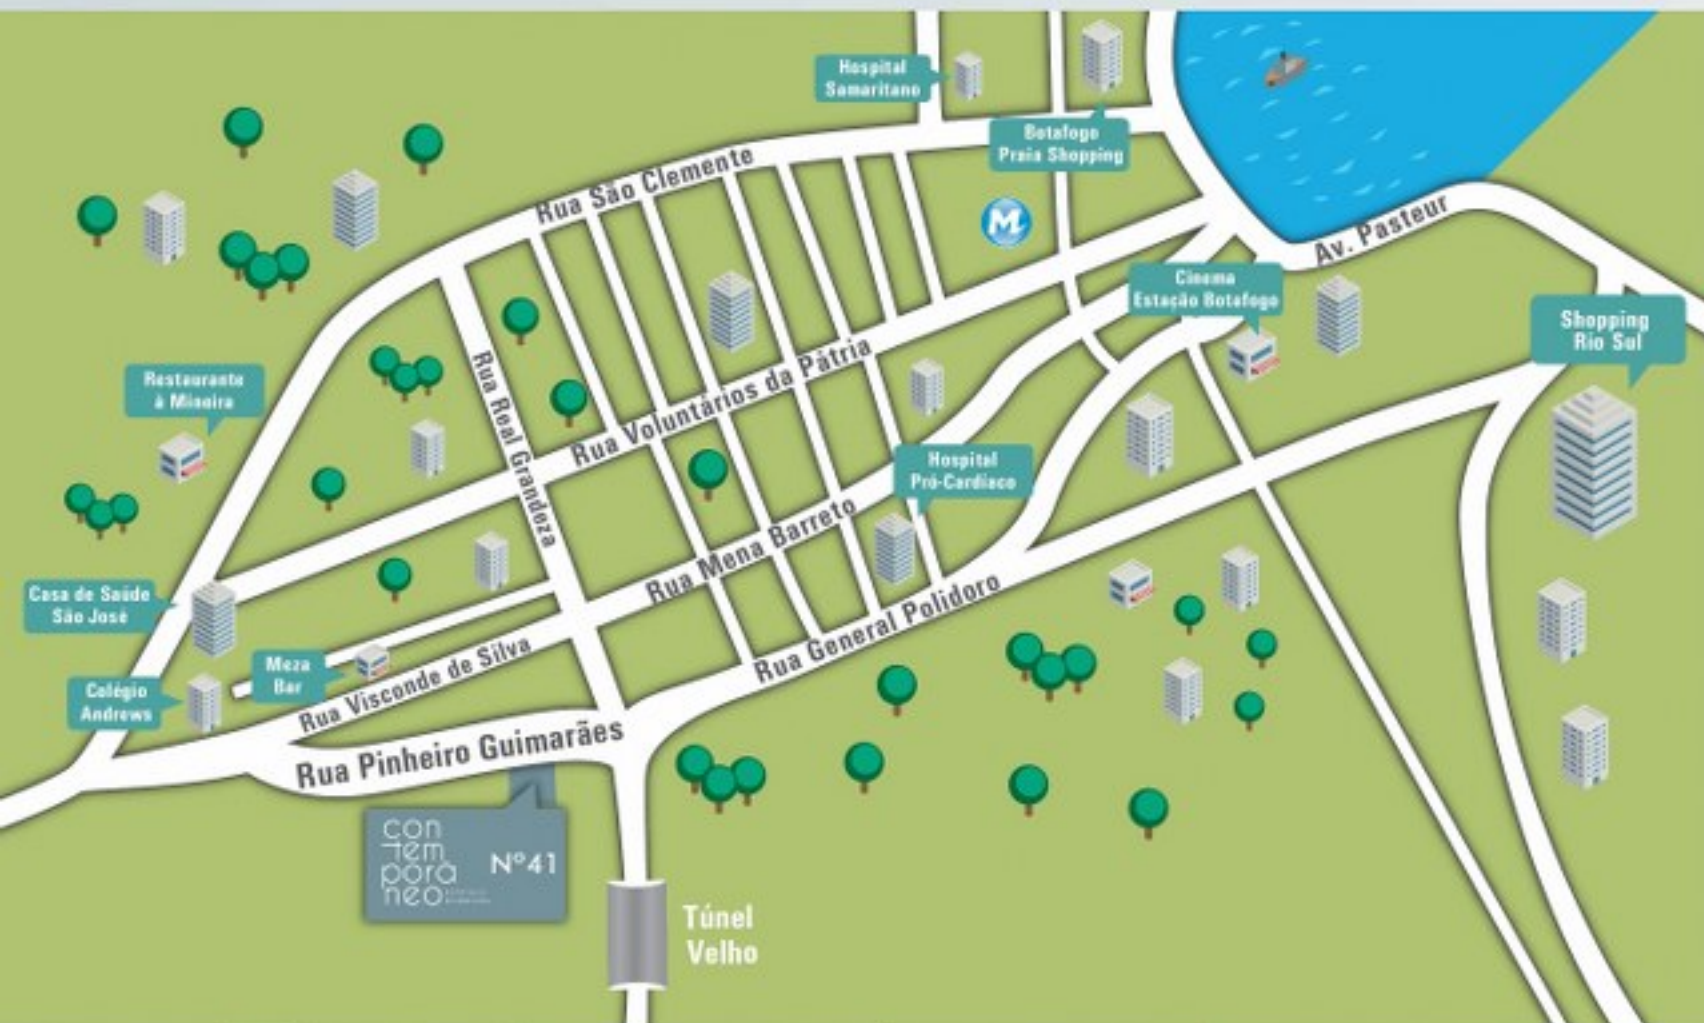 Hospital
Samaritano
Botafogo
Praia Shopping
Rua São Clemente
M
Av. Pasteur
Cinema
Estação Botafogo
Shopping
Rio Sul
Restaurante
à Mineira
Rua Real Grandeza
Rua Voluntários da Pátria
Hospital
Pró-Cardíaco
Rua Mena Barreto
Casa de Saúde
São José
Rua General Polidoro
Meza
Bar
Rua Visconde de Silva
Colégio
Andrews
Rua Pinheiro Guimarães
con
tem
porâ
neo
Nº41
Túnel
Velho